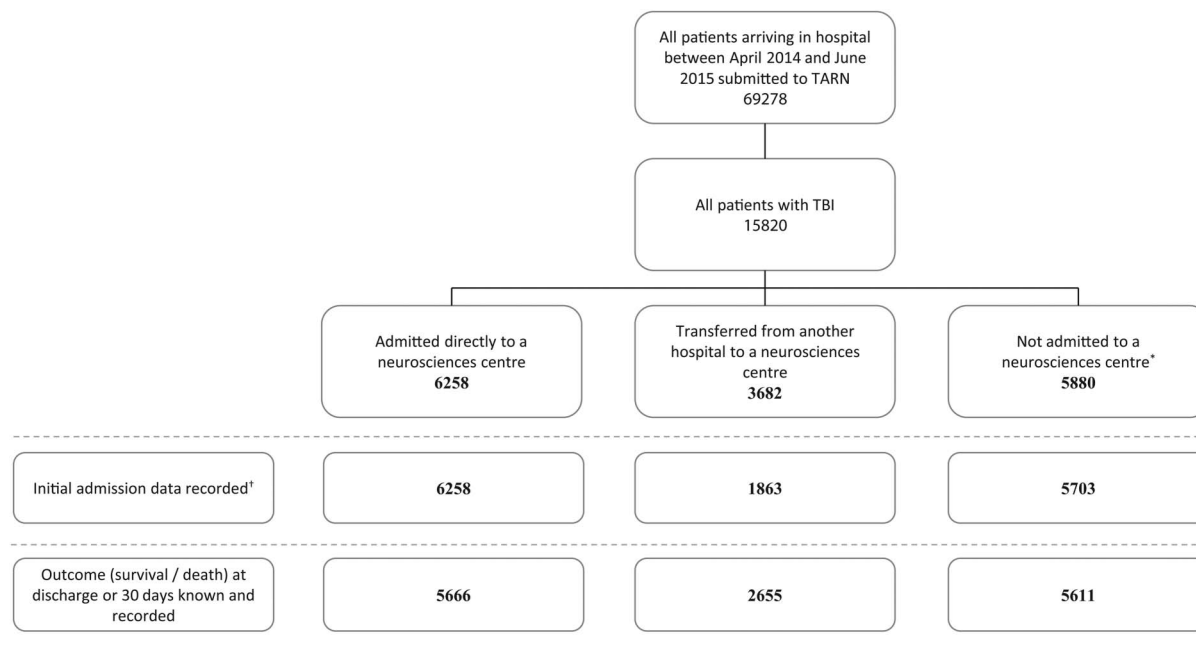 All patients arriving in hospital
between April 2014 and June
2015 submitted to TARN
69278
All patients with TBI
15820
Admitted directly to a
neurosciences centre
6258
Transferred from another
hospital to a neurosciences
centre
3682
Not admitted to a
neurosciences centre*
5880
Initial admission data recorded†
6258
1863
5703
Outcome (survival / death) at
discharge or 30 days known and
recorded
5666
2655
5611